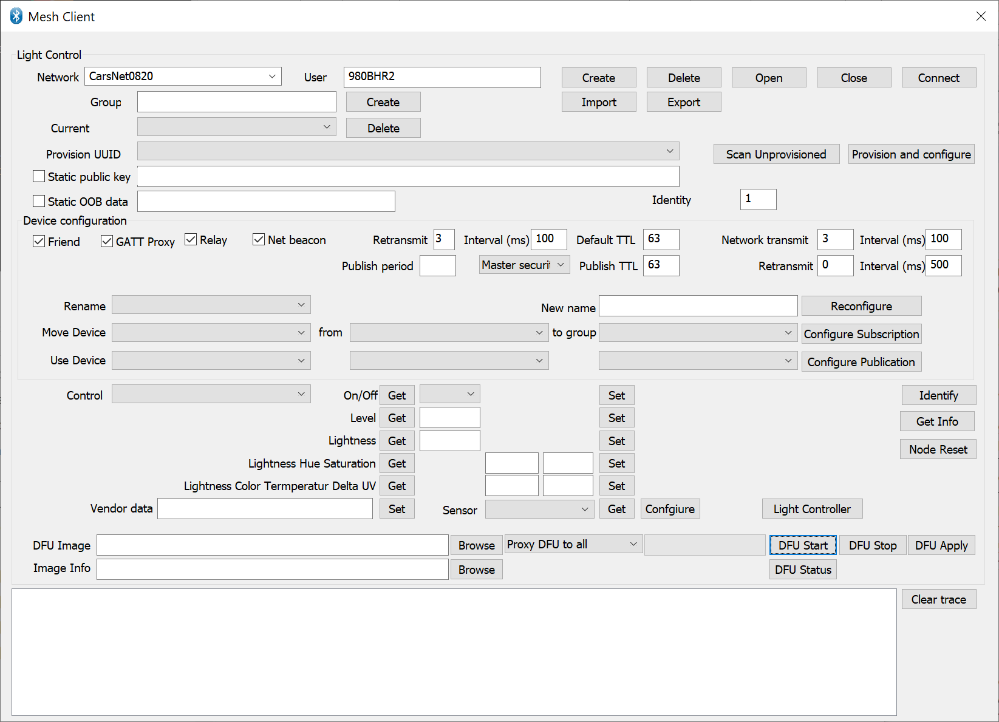 Mesh Client
Light Control
Network CarsNet0820 User 980BHR2 Create Delete Open Close Connect
Group Create Import Export
Current Delete
Provision UUID Scan Unprovisioned Provision and configure
Static public key
Static OOB data Identity 1
Device configuration
Friend GATT Proxy Relay Net beacon Retransmit 3 Interval (ms) 100 Default TTL 63 Network transmit 3 Interval (ms) 100
Publish period Master securit Publish TTL 63 Retransmit 0 Interval (ms) 500
Rename New name Reconfigure
Move Device from to group Configure Subscription
Use Device Configure Publication
Control On/Off Get Set Identify
Level Get Set Get Info
Lightness Get Set
Node Reset
Lightness Hue Saturation Get Set
Lightness Color Termperatur Delta UV Get Set
Vendor data Set Sensor Get Confgiure Light Controller
DFU Image Browse Proxy DFU to all DFU Start DFU Stop DFU Apply
Image Info Browse DFU Status
Clear trace